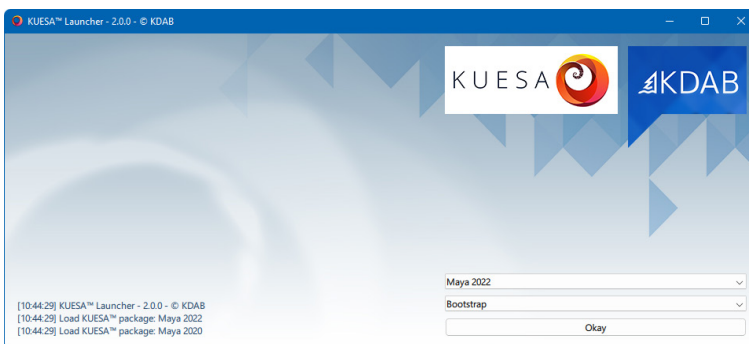 KUESA™ Launcher - 2.0.0 - © KDAB
KUESA
KDAB
Maya 2022
Bootstrap
Okay
[10:44:29] KUESA™ Launcher - 2.0.0 - © KDAB
[10:44:29] Load KUESA™ package: Maya 2022
[10:44:29] Load KUESA™ package: Maya 2020